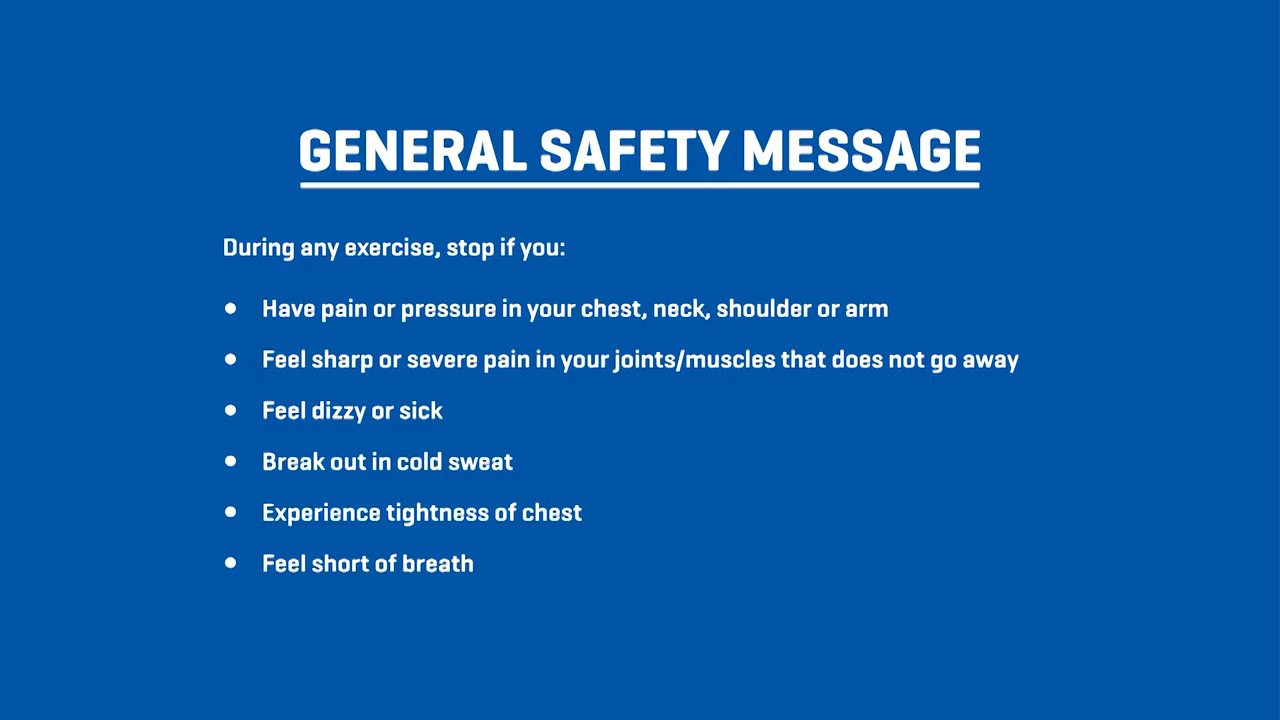 GENERAL SAFETY MESSAGE
During any exercise, stop if you:
• Have pain or pressure in your chest, neck, shoulder or arm
• Feel sharp or severe pain in your joints/muscles that does not go away
• Feel dizzy or sick
• Break out in cold sweat
• Experience tightness of chest
• Feel short of breath